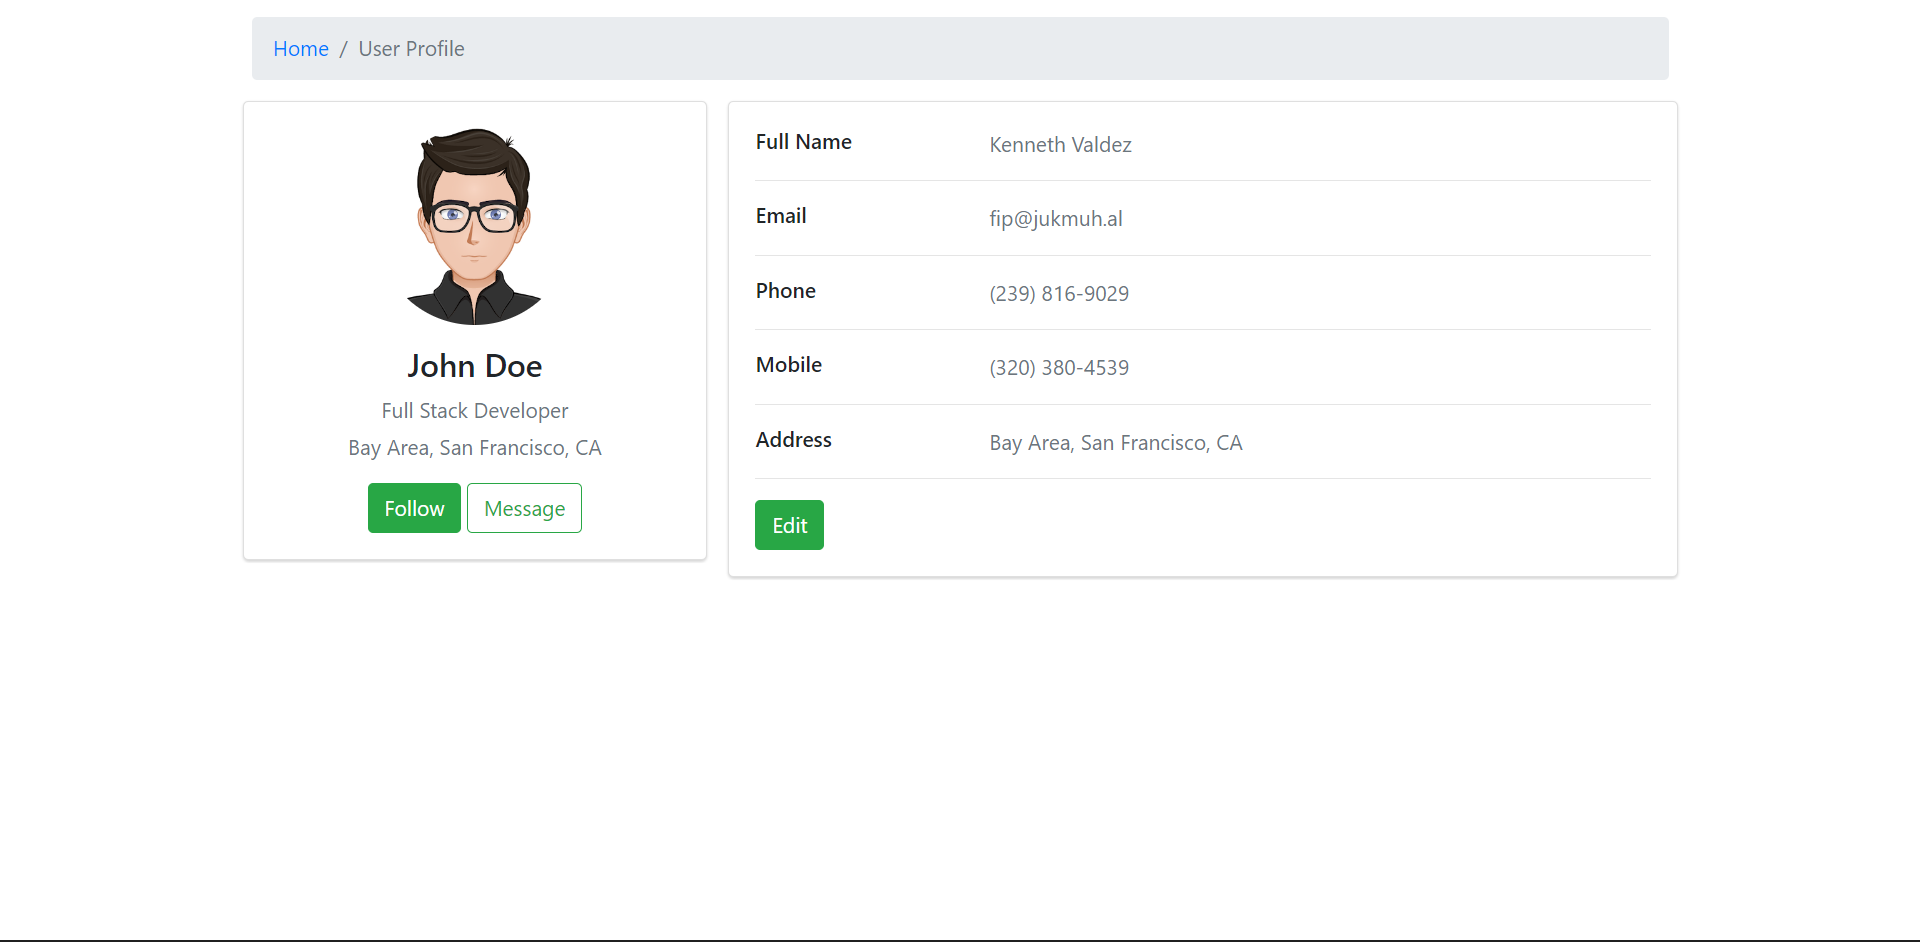 Home / User Profile
John Doe
Full Stack Developer
Bay Area, San Francisco, CA
Follow Message
Full Name Kenneth Valdez
Email fip@jukmuh.al
Phone (239) 816-9029
Mobile (320) 380-4539
Address Bay Area, San Francisco, CA
Edit